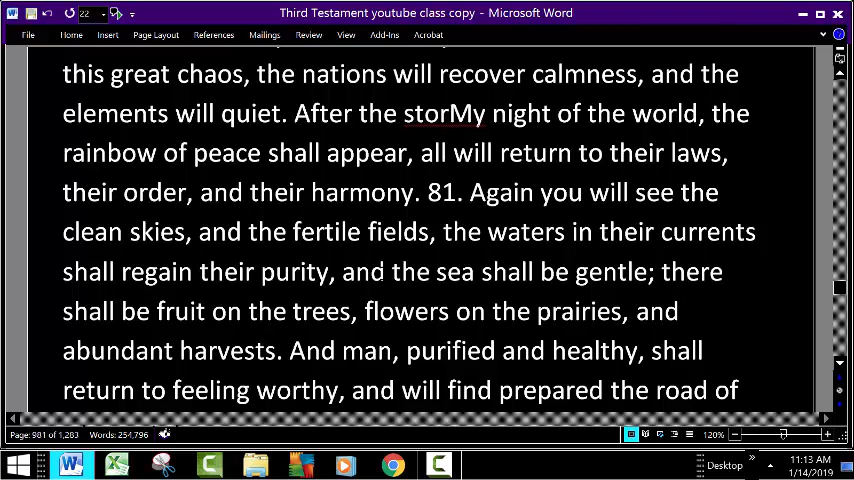 Third Testament youtube class copy - Microsoft Word
22
File Home Insert Page Layout References Mailings Review View Add-Ins Acrobat
this great chaos, the nations will recover calmness, and the
elements will quiet. After the storMy night of the world, the
rainbow of peace shall appear, all will return to their laws,
their order, and their harmony. 81. Again you will see the
clean skies, and the fertile fields, the waters in their currents
shall regain their purity, and the sea shall be gentle; there
shall be fruit on the trees, flowers on the prairies, and
abundant harvests. And man, purified and healthy, shall
return to feeling worthy, and will find prepared the road of
Page: 981 of 1,283 Words: 254,796 120%
Desktop 11:13 AM
1/14/2019